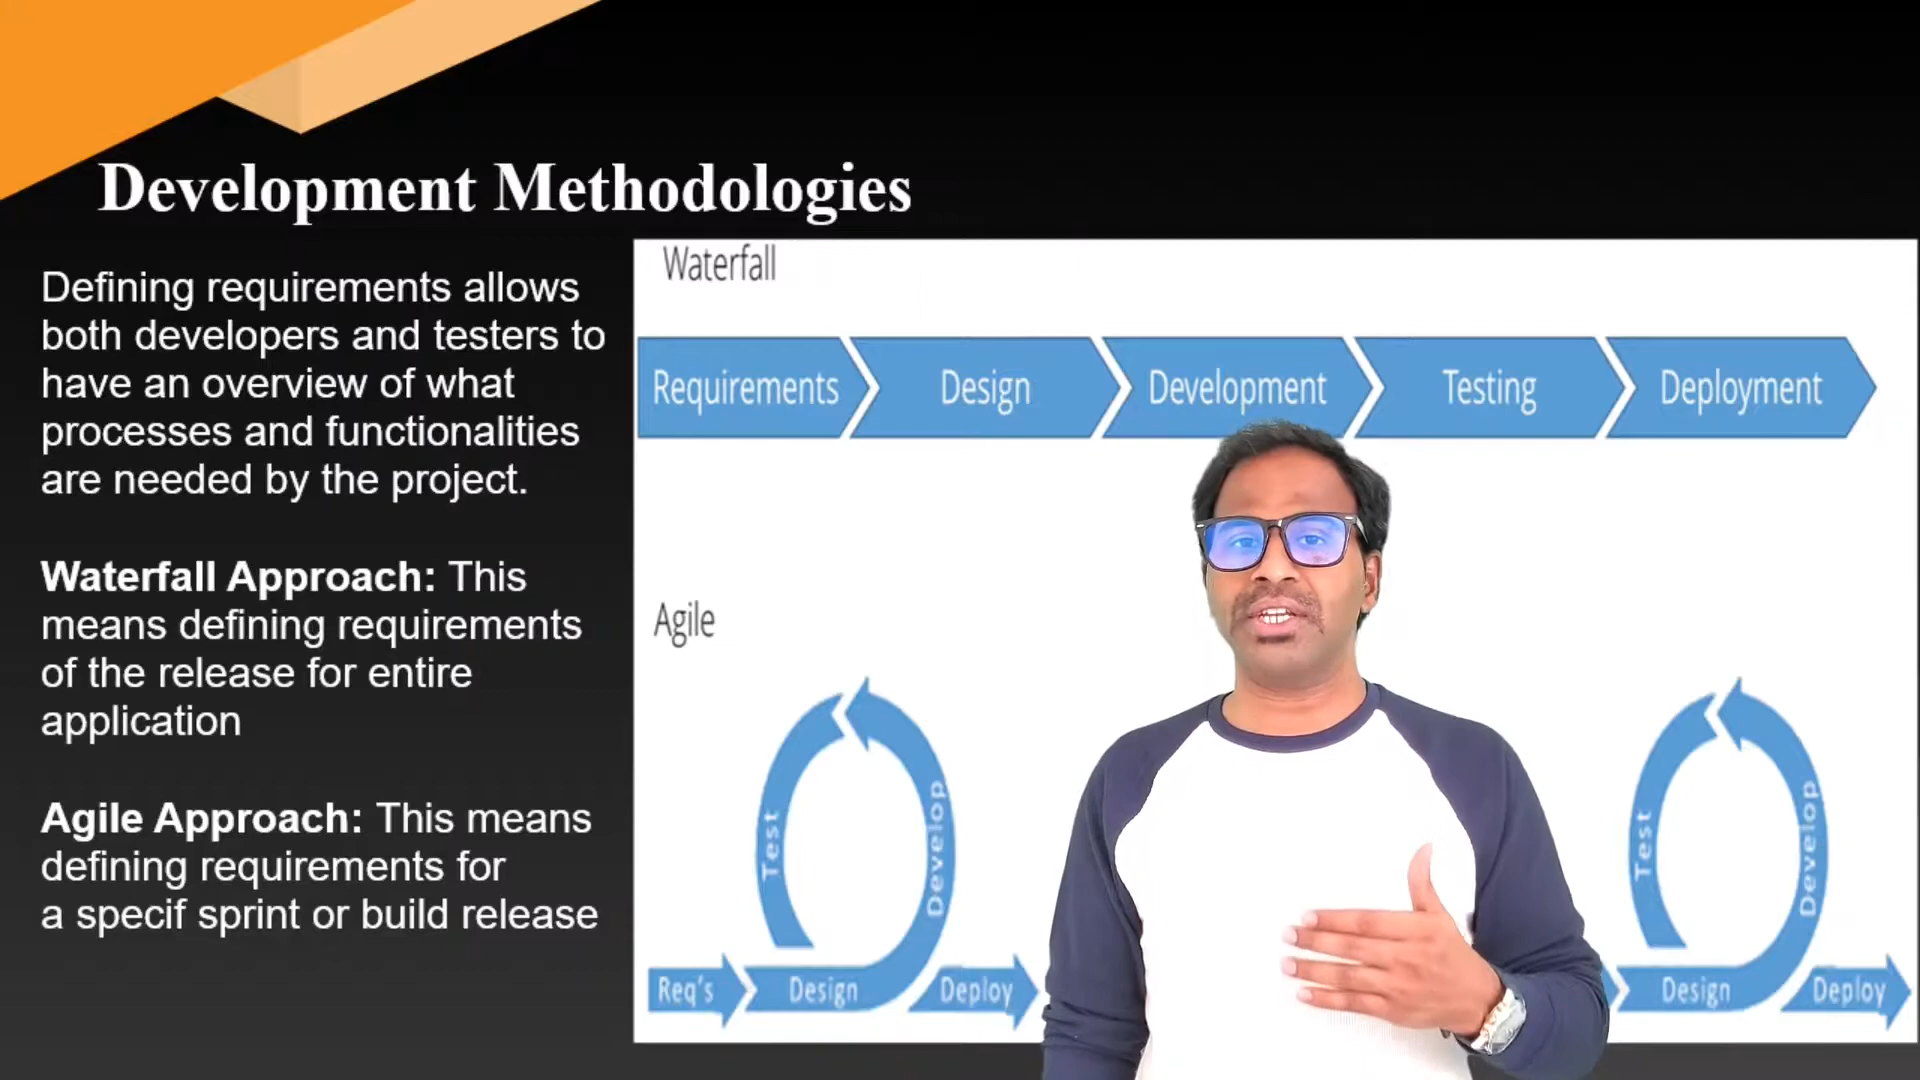 Development Methodologies
Defining requirements allows
both developers and testers to
have an overview of what
processes and functionalities
are needed by the project.
Waterfall Approach: This
means defining requirements
of the release for entire
application
Agile Approach: This means
defining requirements for
a specif sprint or build release
Waterfall
Requirements
Design
Development
Testing
Deployment
Agile
Test
Develop
Req's
Design
Deploy
Test
Develop
Design
Deploy